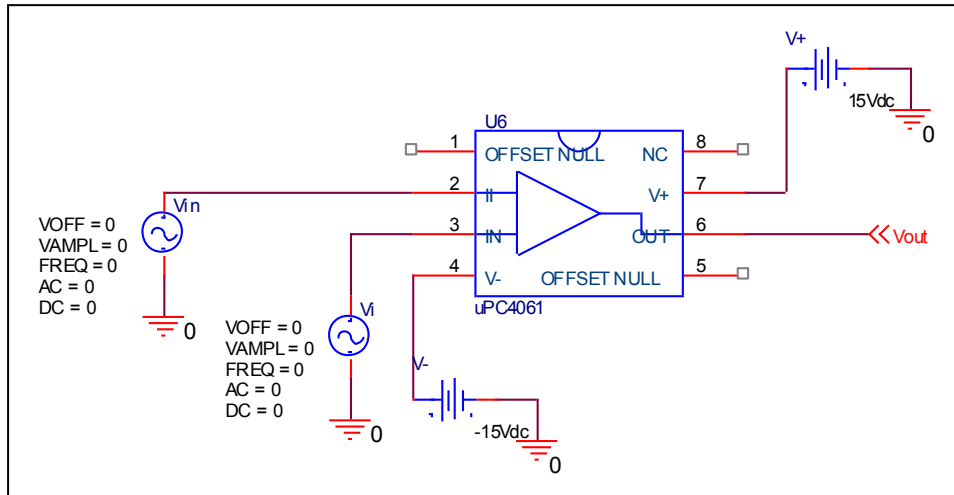 V+
15Vdc
0
U6
1
OFFSET NULL
NC
8
2
II
V+
7
Vin
3
IN
OUT
6
Vout
VOFF = 0
VAMPL = 0
FREQ = 0
AC = 0
DC = 0
4
V-
OFFSET NULL
5
uPC4061
0
Vi
VOFF = 0
VAMPL = 0
FREQ = 0
AC = 0
DC = 0
0
V-
-15Vdc
0